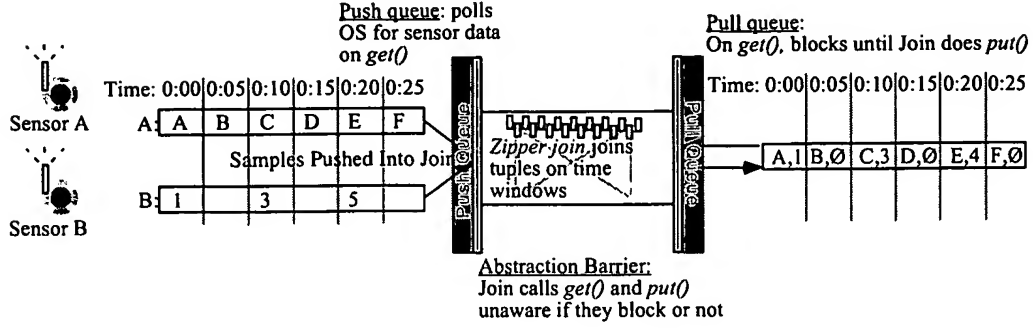 Push queue: polls
OS for sensor data
on get()
Pull queue:
On get(), blocks until Join does put()
Time: 0:00 0:05 0:10 0:15 0:20 0:25
Time: 0:00 0:05 0:10 0:15 0:20 0:25
Sensor A
A: A B C D E F
Samples Pushed Into Join
Push Queue
Zipper join joins
tuples on time
windows
Pull Queue
A,1 B,Ø C,3 D,Ø E,4 F,Ø
B: 1 3 5
Sensor B
Abstraction Barrier:
Join calls get() and put()
unaware if they block or not